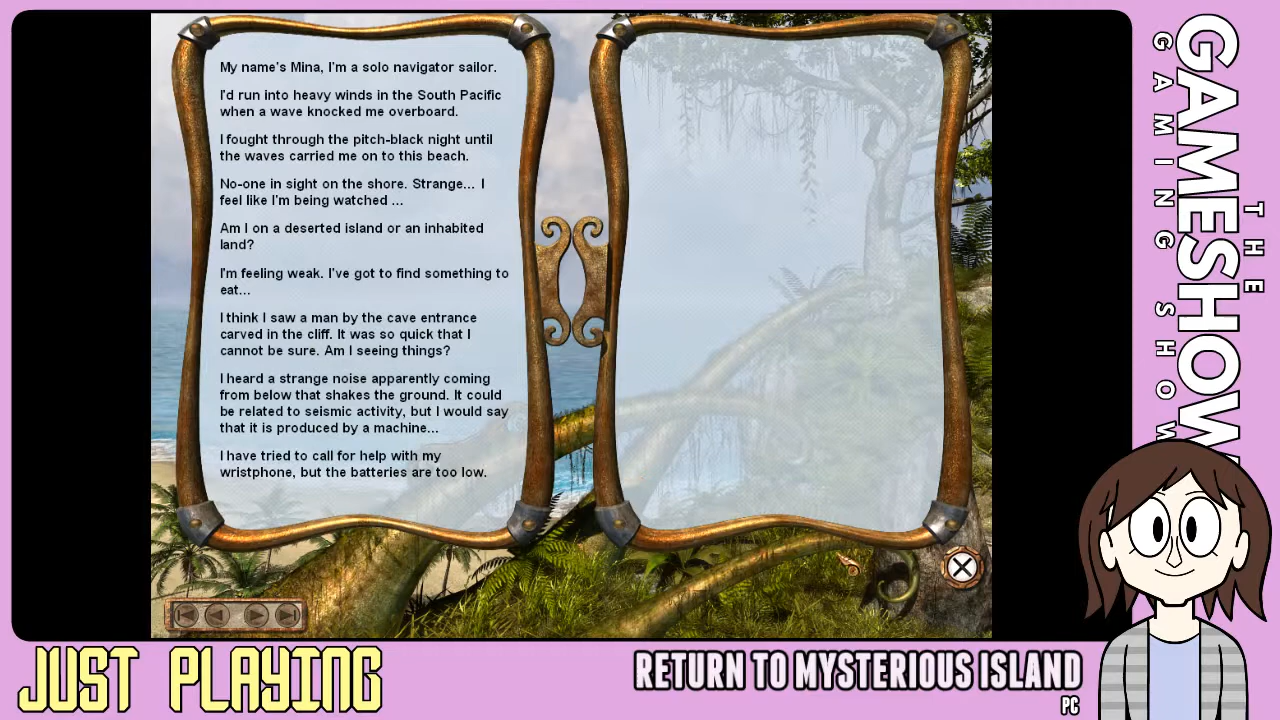 My name's Mina, I'm a solo navigator sailor.
I'd run into heavy winds in the South Pacific
when a wave knocked me overboard.
I fought through the pitch-black night until
the waves carried me on to this beach.
No-one in sight on the shore. Strange... I
feel like I'm being watched ...
Am I on a deserted island or an inhabited
land?
I'm feeling weak. I've got to find something to
eat...
I think I saw a man by the cave entrance
carved in the cliff. It was so quick that I
cannot be sure. Am I seeing things?
I heard a strange noise apparently coming
from below that shakes the ground. It could
be related to seismic activity, but I would say
that it is produced by a machine...
I have tried to call for help with my
wristphone, but the batteries are too low.
THE
GAMESHOW
GAMING SHOW
JUST PLAYING
RETURN TO MYSTERIOUS ISLAND
PC